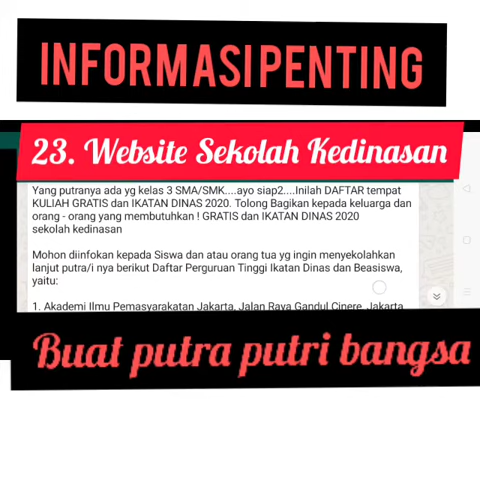 INFORMASI PENTING
23. Website Sekolah Kedinasan
Yang putranya ada yg kelas 3 SMA/SMK....ayo siap2....Inilah DAFTAR tempat
KULIAH GRATIS dan IKATAN DINAS 2020. Tolong Bagikan kepada keluarga dan
orang - orang yang membutuhkan ! GRATIS dan IKATAN DINAS 2020
sekolah kedinasan
Mohon diinfokan kepada Siswa dan atau orang tua yg ingin menyekolahkan
lanjut putra/i nya berikut Daftar Perguruan Tinggi Ikatan Dinas dan Beasiswa,
yaitu:
1. Akademi Ilmu Pemasyarakatan Jakarta, Jalan Raya Gandul Cinere, Jakarta
Buat putra putri bangsa